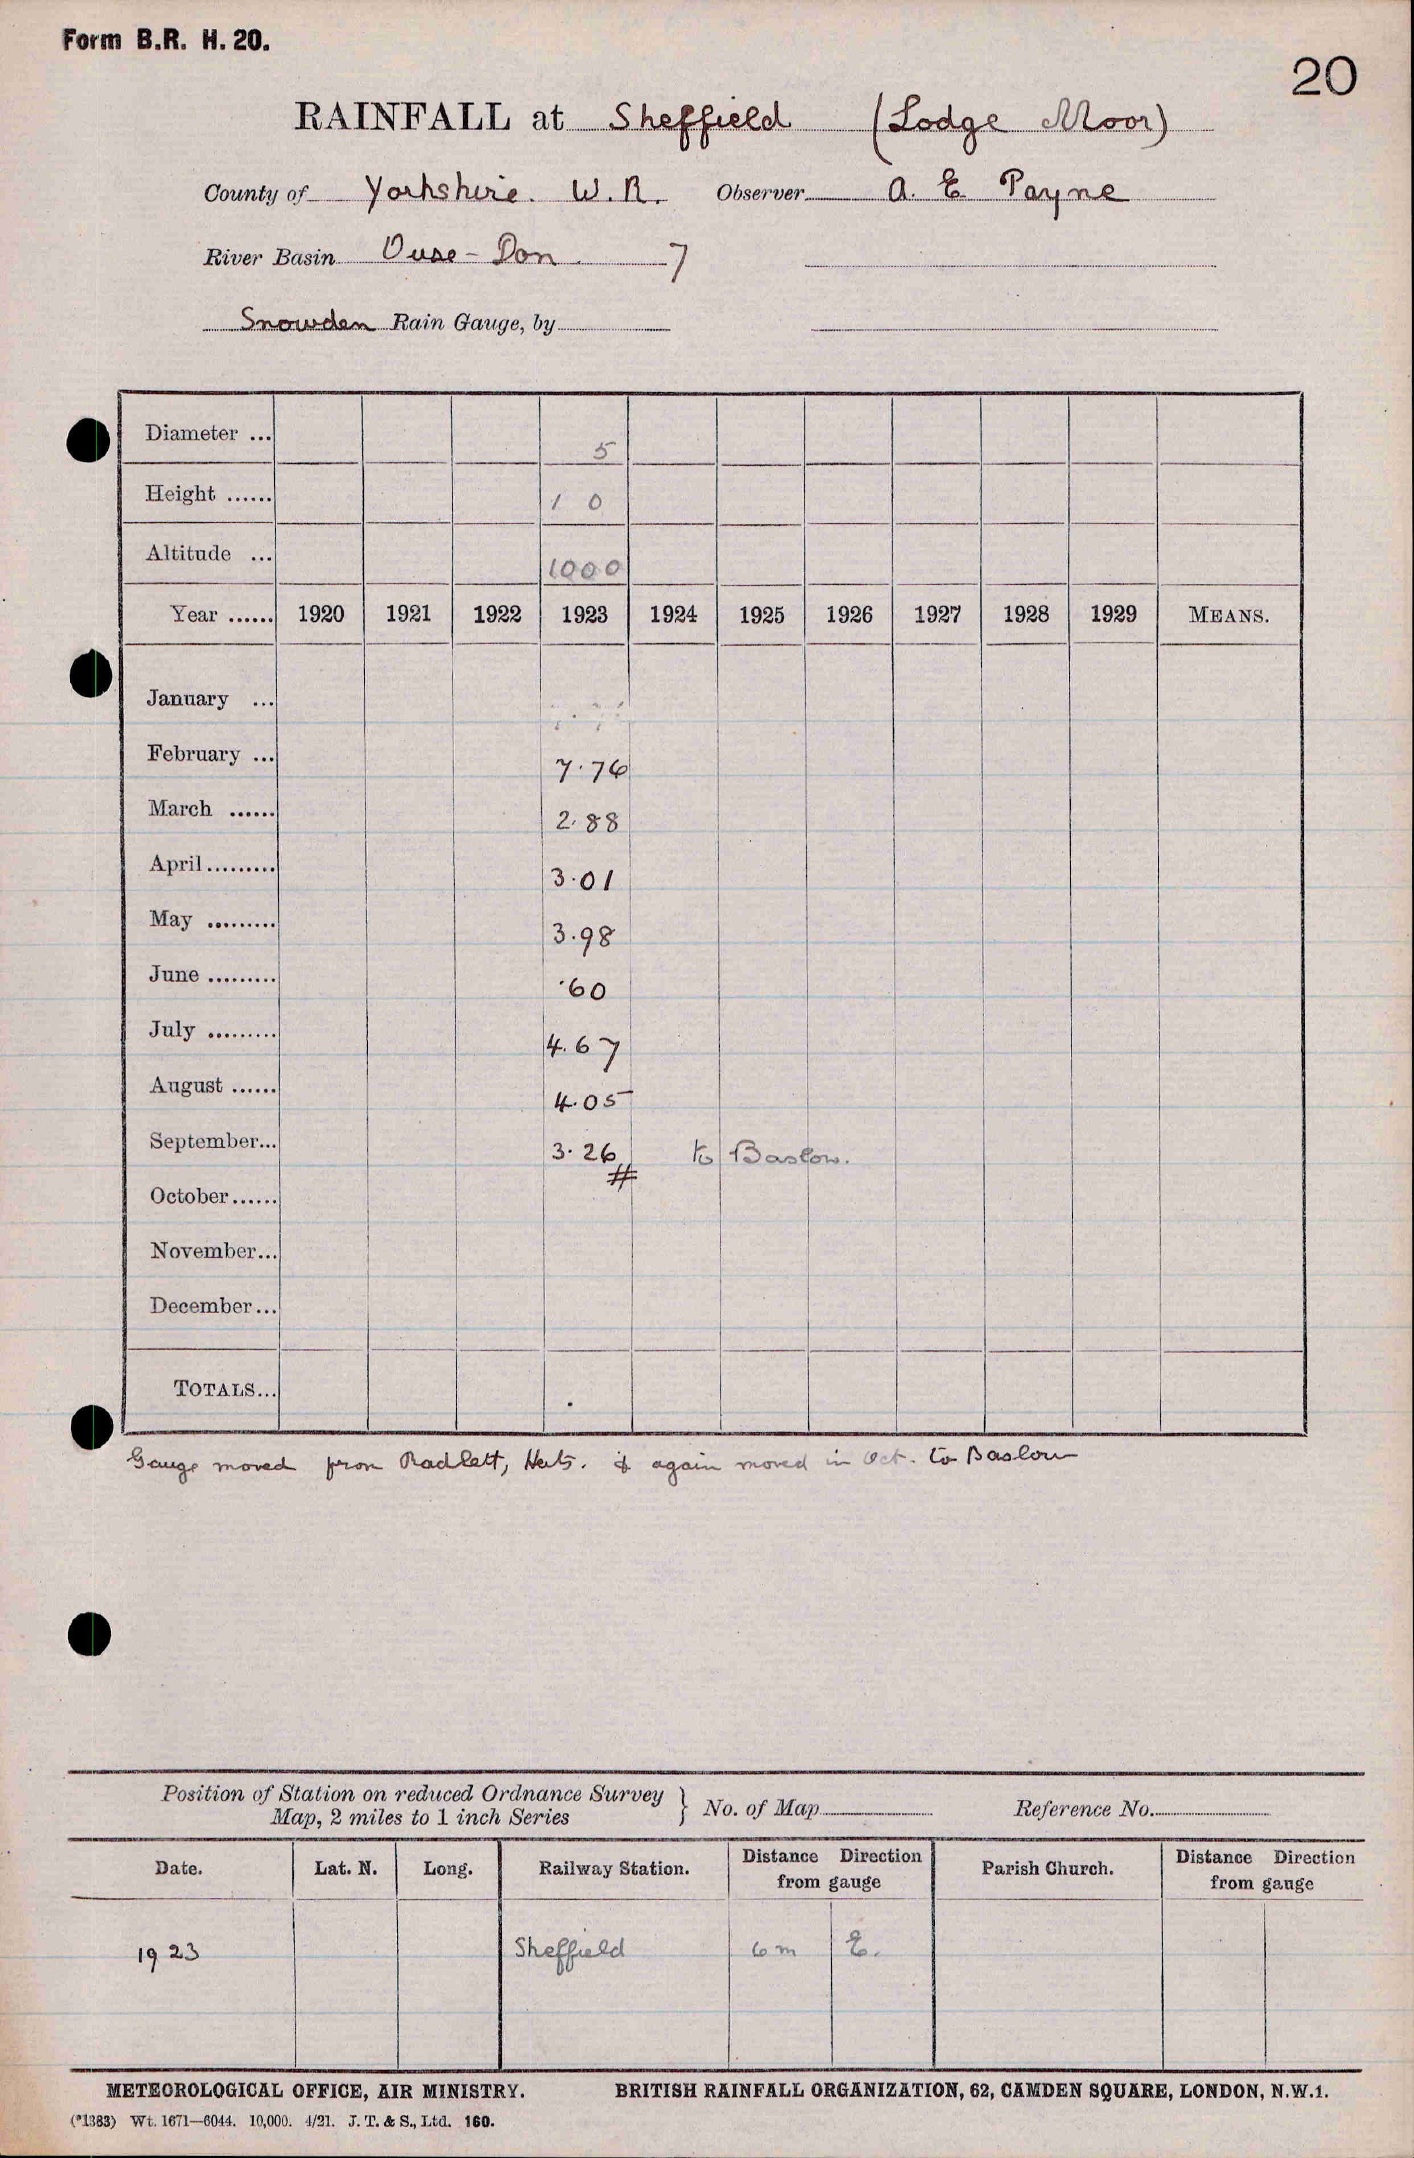 Form B.R. H. 20.
20
RAINFALL at Sheffield (Lodge Moor)
County of Yorkshire. W.R. Observer A. E Payne
River Basin Ouse - Don 7
Snowden Rain Gauge, by
Diameter ... 5
Height ...... 1 0
Altitude ... 1000
Year ...... 1920 1921 1922 1923 1924 1925 1926 1927 1928 1929 MEANS.
January ...
February ... 7.76
March ...... 2.88
April ......... 3.01
May ......... 3.98
June ......... .60
July ......... 4.67
August ...... 4.05
September... 3.26 to Baslow.
#
October......
November...
December...
TOTALS...
Gauge moved from Radlett, Herts. & again moved in Oct. to Baslow
Position of Station on reduced Ordnance Survey
Map, 2 miles to 1 inch Series } No. of Map Reference No.
Date. Lat. N. Long. Railway Station. Distance Direction from gauge Parish Church. Distance Direction from gauge
1923 Sheffield 6 m E.
METEOROLOGICAL OFFICE, AIR MINISTRY. BRITISH RAINFALL ORGANIZATION, 62, CAMDEN SQUARE, LONDON, N.W.1.
(*1383) Wt. 1671—6044. 10,000. 4/21. J. T. & S., Ltd. 160.